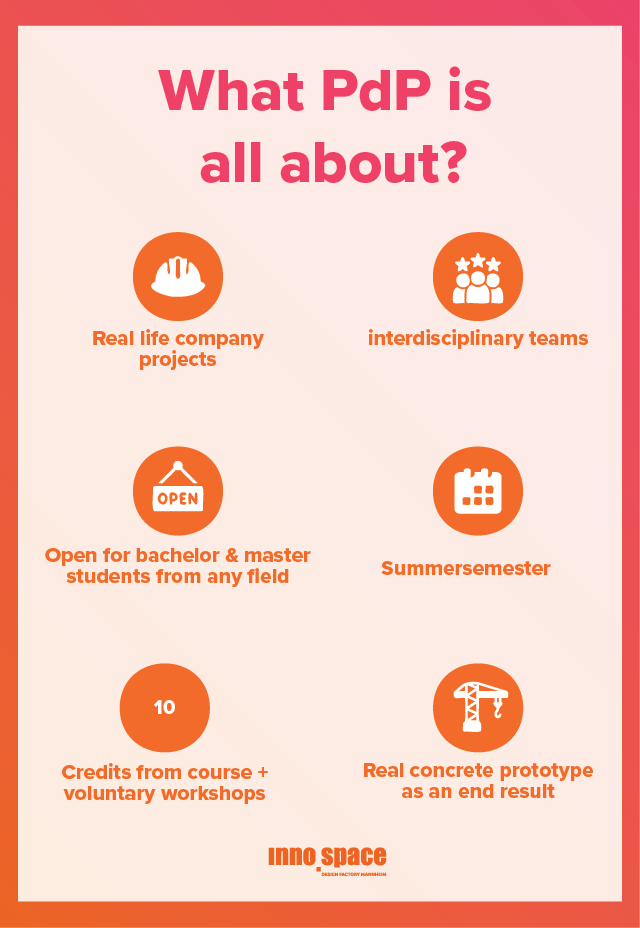 What PdP is
all about?
Real life company
projects
interdisciplinary teams
OPEN
Open for bachelor & master
students from any field
Summersemester
10
Credits from course +
voluntary workshops
Real concrete prototype
as an end result
Inno.space
DESIGN FACTORY MANNHEIM